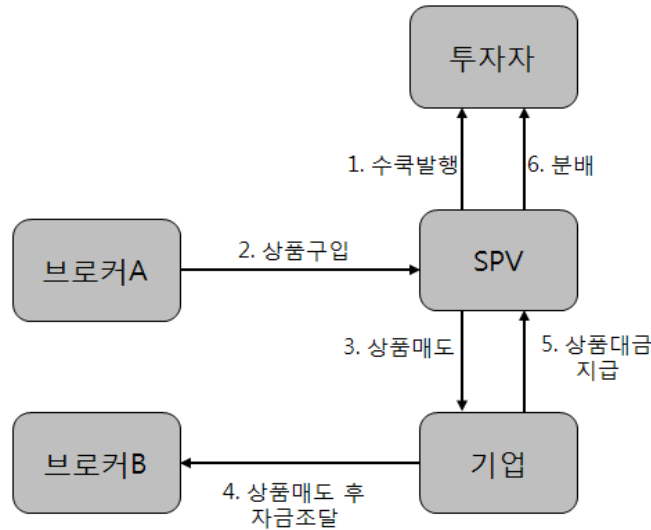 투자자
1. 수쿡발행
6. 분배
브로커A
2. 상품구입
SPV
3. 상품매도
5. 상품대금
지급
브로커B
4. 상품매도 후
자금조달
기업